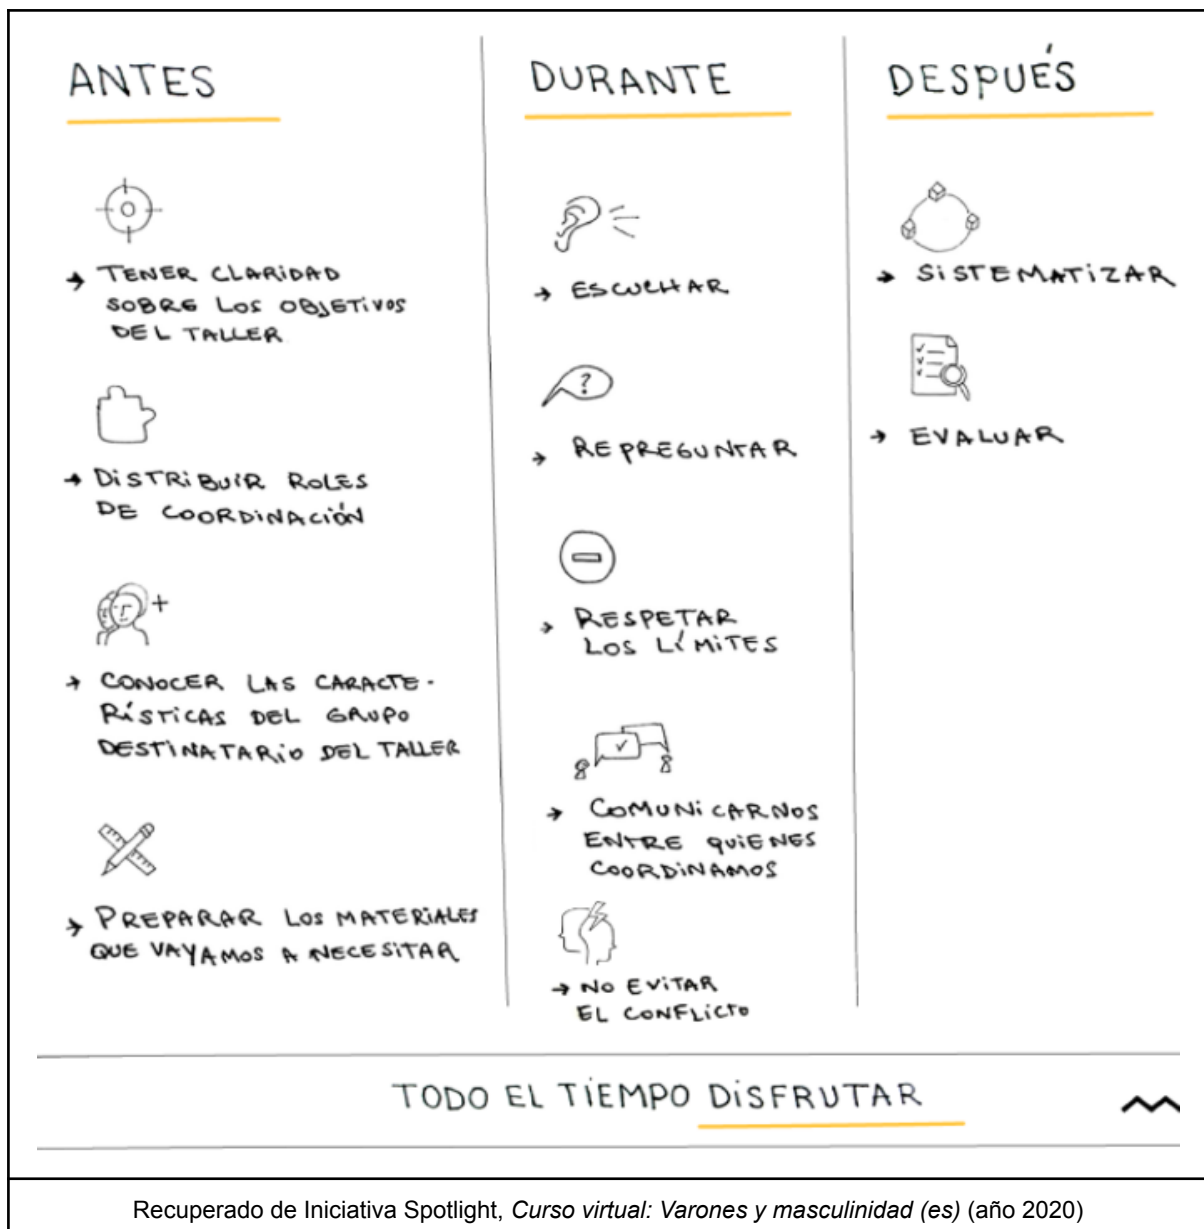 ANTES
→ TENER CLARIDAD
SOBRE LOS OBJETIVOS
DEL TALLER
→ DISTRIBUIR ROLES
DE COORDINACIÓN
→ CONOCER LAS CARACTE-
RÍSTICAS DEL GRUPO
DESTINATARIO DEL TALLER
→ PREPARAR LOS MATERIALES
QUE VAYAMOS A NECESITAR
DURANTE
→ ESCUCHAR
?
→ REPREGUNTAR
→ RESPETAR
LOS LÍMITES
→ COMUNICARNOS
ENTRE QUIENES
COORDINAMOS
→ NO EVITAR
EL CONFLICTO
DESPUÉS
→ SISTEMATIZAR
→ EVALUAR
TODO EL TIEMPO DISFRUTAR
Recuperado de Iniciativa Spotlight, Curso virtual: Varones y masculinidad (es) (año 2020)